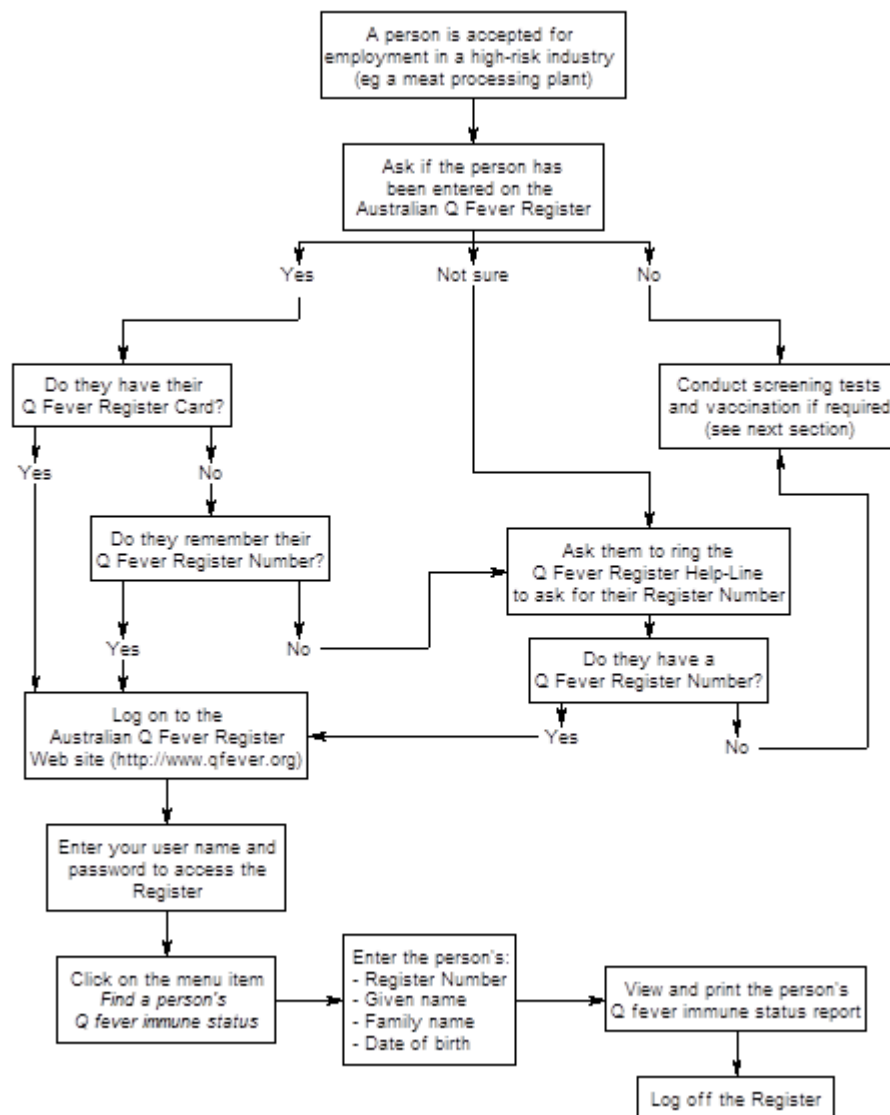 A person is accepted for
employment in a high-risk industry
(eg a meat processing plant)
Ask if the person has
been entered on the
Australian Q Fever Register
Yes
Not sure
No
Do they have their
Q Fever Register Card?
Conduct screening tests
and vaccination if required
(see next section)
Yes
No
Do they remember their
Q Fever Register Number?
Ask them to ring the
Q Fever Register Help-Line
to ask for their Register Number
Yes
No
Do they have a
Q Fever Register Number?
Log on to the
Australian Q Fever Register
Web site (http://www.qfever.org)
Yes
No
Enter your user name and
password to access the
Register
Click on the menu item
Find a person's
Q fever immune status
Enter the person's:
- Register Number
- Given name
- Family name
- Date of birth
View and print the person's
Q fever immune status report
Log off the Register